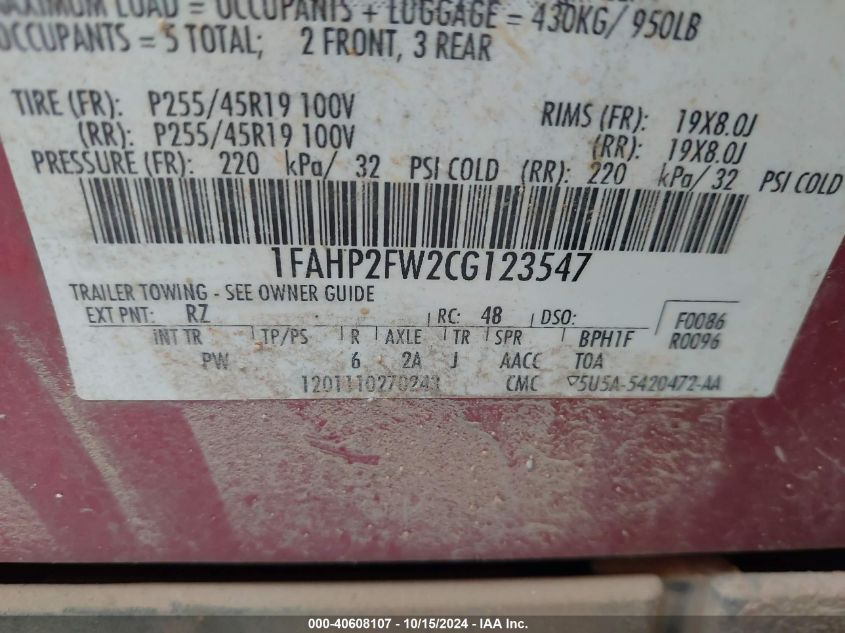 MAXIMUM LOAD = OCCUPANTS + LUGGAGE = 430KG/ 950LB
OCCUPANTS = 5 TOTAL; 2 FRONT, 3 REAR
TIRE (FR): P255/45R19 100V RIMS (FR): 19X8.0J
(RR): P255/45R19 100V (RR): 19X8.0J
PRESSURE (FR): 220 kPa/ 32 PSI COLD (RR): 220 kPa/ 32 PSI COLD
1FAHP2FW2CG123547
TRAILER TOWING - SEE OWNER GUIDE
EXT PNT: RZ RC: 48 DSO: F0086
INT TR TP/PS R AXLE TR SPR BPH1F R0096
PW 6 2A J AACC TOA
CMC ▽5U5A-5420472-AA
000-40608107 - 10/15/2024 - IAA Inc.